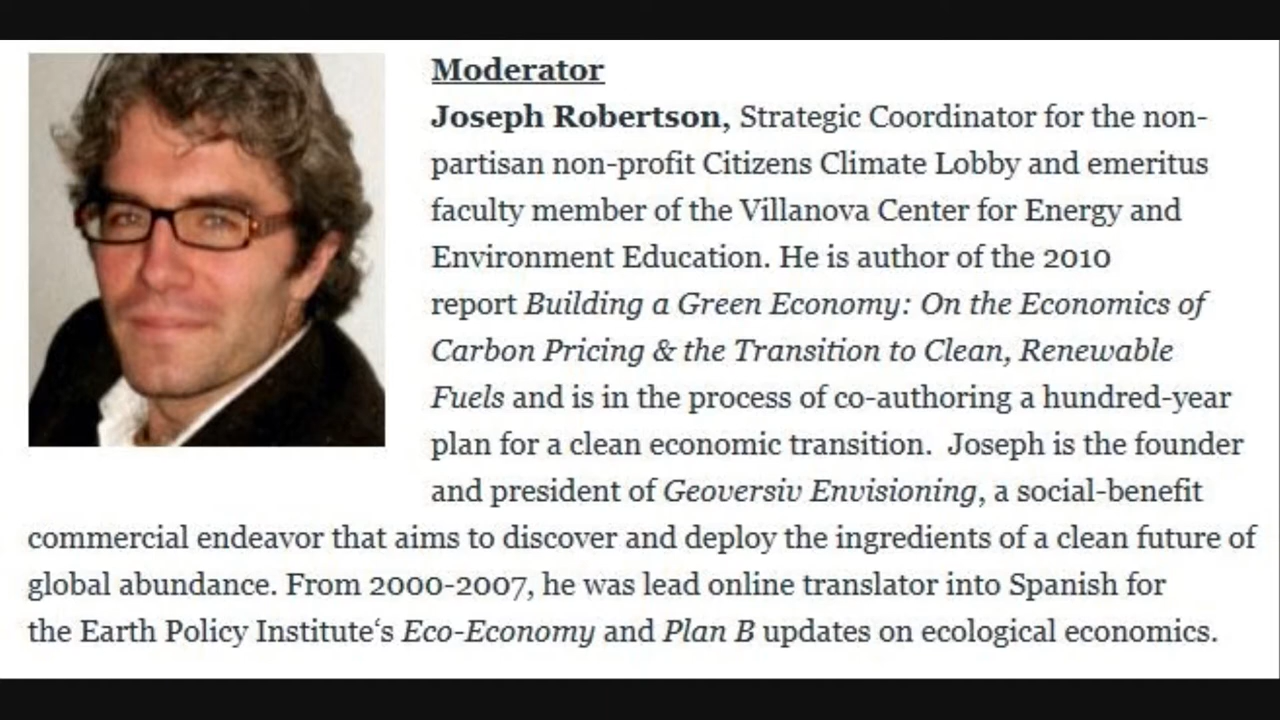 Moderator
Joseph Robertson, Strategic Coordinator for the non-
partisan non-profit Citizens Climate Lobby and emeritus
faculty member of the Villanova Center for Energy and
Environment Education. He is author of the 2010
report Building a Green Economy: On the Economics of
Carbon Pricing & the Transition to Clean, Renewable
Fuels and is in the process of co-authoring a hundred-year
plan for a clean economic transition.  Joseph is the founder
and president of Geoversiv Envisioning, a social-benefit
commercial endeavor that aims to discover and deploy the ingredients of a clean future of
global abundance. From 2000-2007, he was lead online translator into Spanish for
the Earth Policy Institute‘s Eco-Economy and Plan B updates on ecological economics.